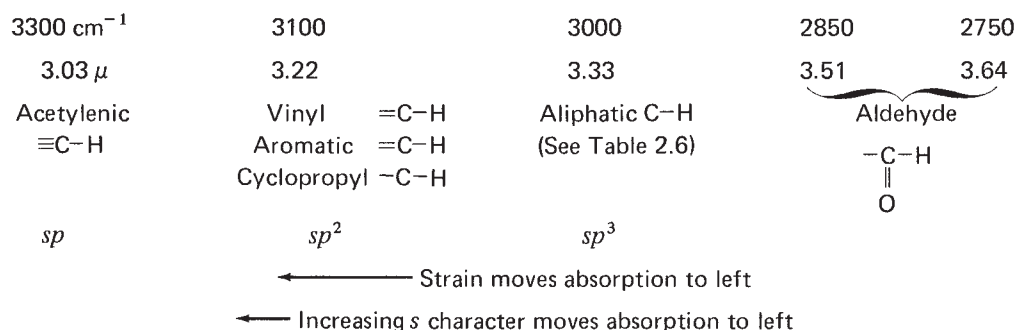 3300 cm⁻¹ 3100 3000 2850 2750
3.03 μ 3.22 3.33 3.51 3.64
Acetylenic Vinyl =C−H Aliphatic C−H Aldehyde
≡C−H Aromatic =C−H (See Table 2.6) −C−H
Cyclopropyl −C−H ||
O
sp sp² sp³
Strain moves absorption to left
Increasing s character moves absorption to left